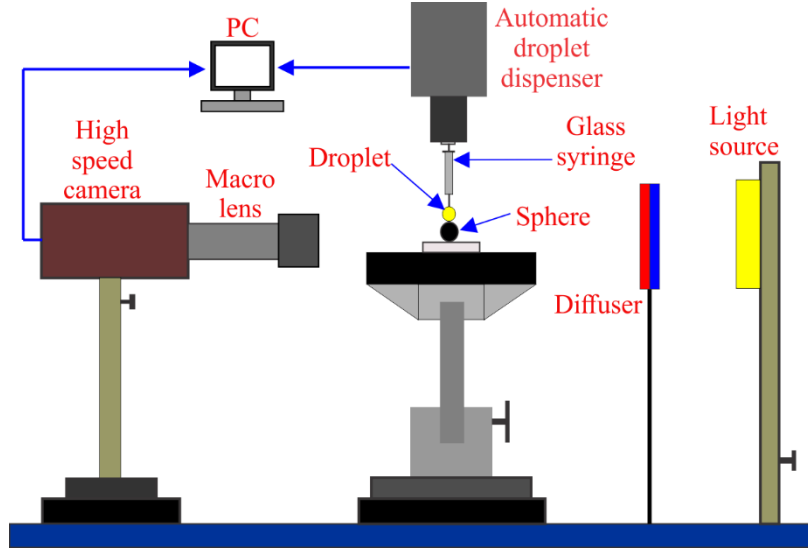 PC
Automatic
droplet
dispenser
High
speed
camera
Macro
lens
Droplet
Glass
syringe
Sphere
Light
source
Diffuser